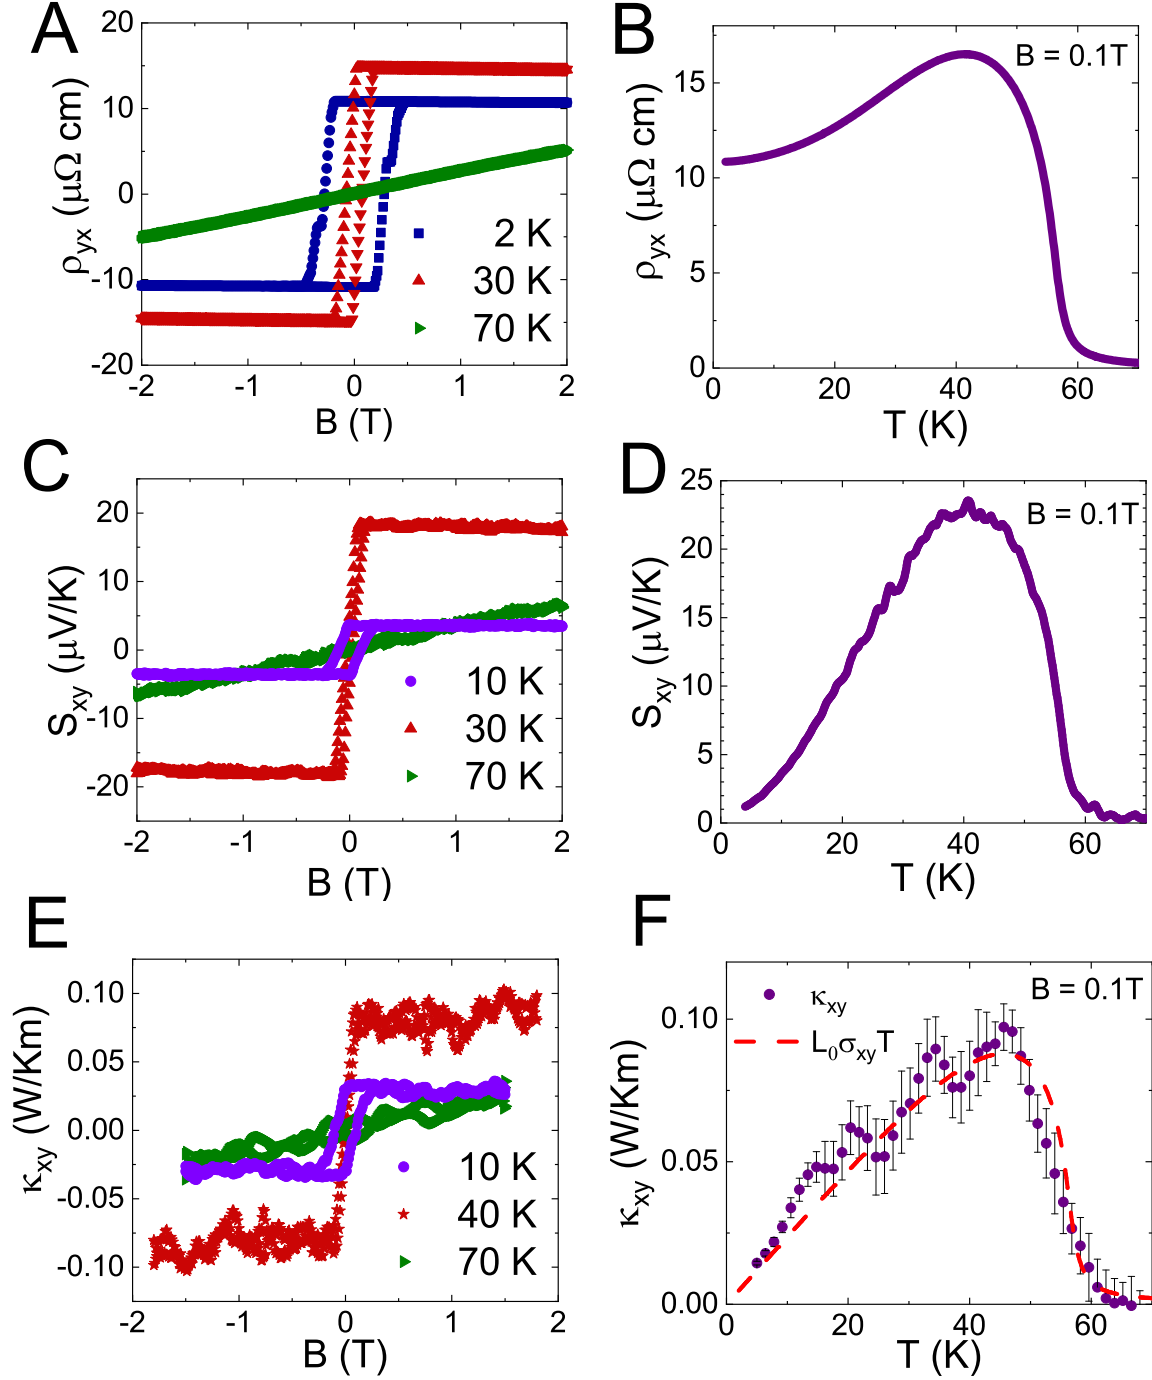 A
20
10
0
-10
-20
ρyx (μΩ cm)
2 K
30 K
70 K
-2 -1 0 1 2
B (T)
B
B = 0.1T
15
10
5
0
ρyx (μΩ cm)
0 20 40 60
T (K)
C
20
10
0
-10
-20
Sxy (μV/K)
10 K
30 K
70 K
-2 -1 0 1 2
B (T)
D
B = 0.1T
25
20
15
10
5
0
Sxy (μV/K)
0 20 40 60
T (K)
E
0.10
0.05
0.00
-0.05
-0.10
κxy (W/Km)
10 K
40 K
70 K
-2 -1 0 1 2
B (T)
F
B = 0.1T
κxy
L0σxyT
0.10
0.05
0.00
κxy (W/Km)
0 20 40 60
T (K)